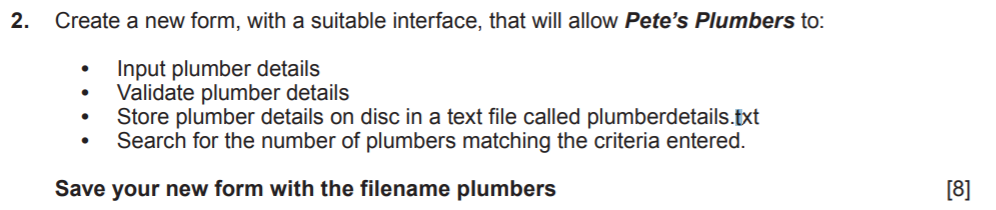 2. Create a new form, with a suitable interface, that will allow Pete's Plumbers to:
• Input plumber details
• Validate plumber details
• Store plumber details on disc in a text file called plumberdetails.txt
• Search for the number of plumbers matching the criteria entered.
Save your new form with the filename plumbers [8]